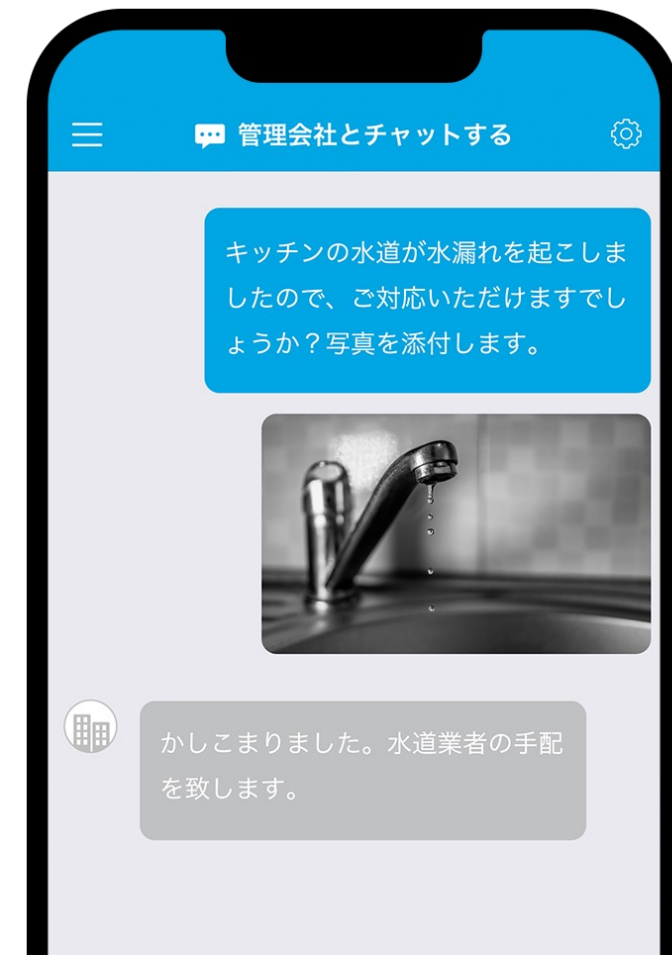 管理会社とチャットする
キッチンの水道が水漏れを起こしま
したので、ご対応いただけますでし
ょうか？写真を添付します。
かしこまりました。水道業者の手配
を致します。